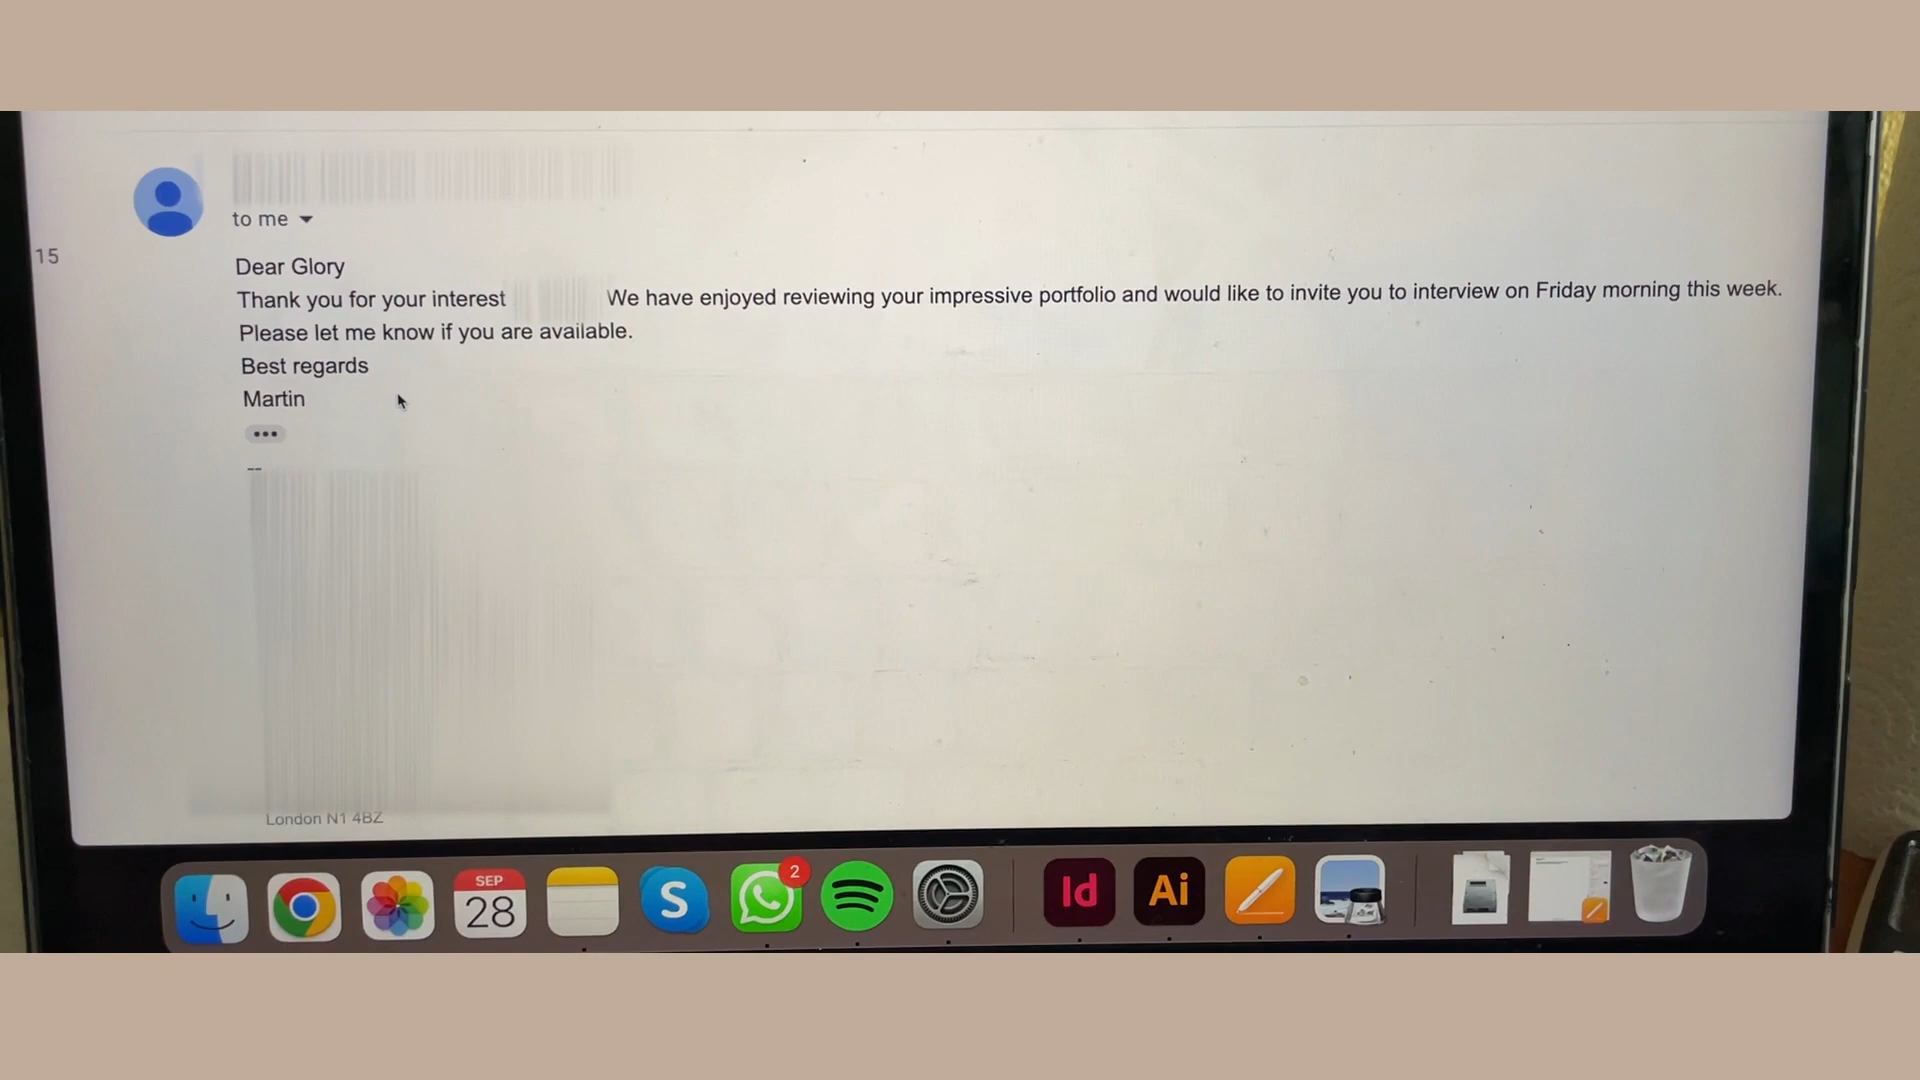 to me
15
Dear Glory
Thank you for your interest We have enjoyed reviewing your impressive portfolio and would like to invite you to interview on Friday morning this week.
Please let me know if you are available.
Best regards
Martin
--
London N1 4BZ
SEP
28
S
2
Id
Ai